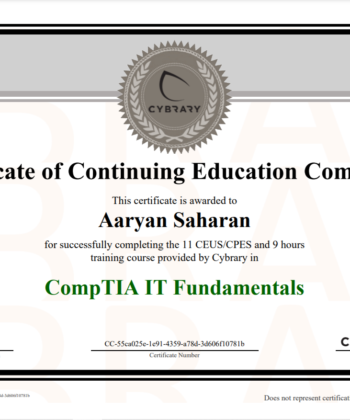 CYBRARY
cate of Continuing Education Com
This certificate is awarded to
Aaryan Saharan
for successfully completing the 11 CEUS/CPES and 9 hours
training course provided by Cybrary in
CompTIA IT Fundamentals
C
CC-55ca025e-1e91-4359-a78d-3d606f10781b
Certificate Number
Does not represent certificat